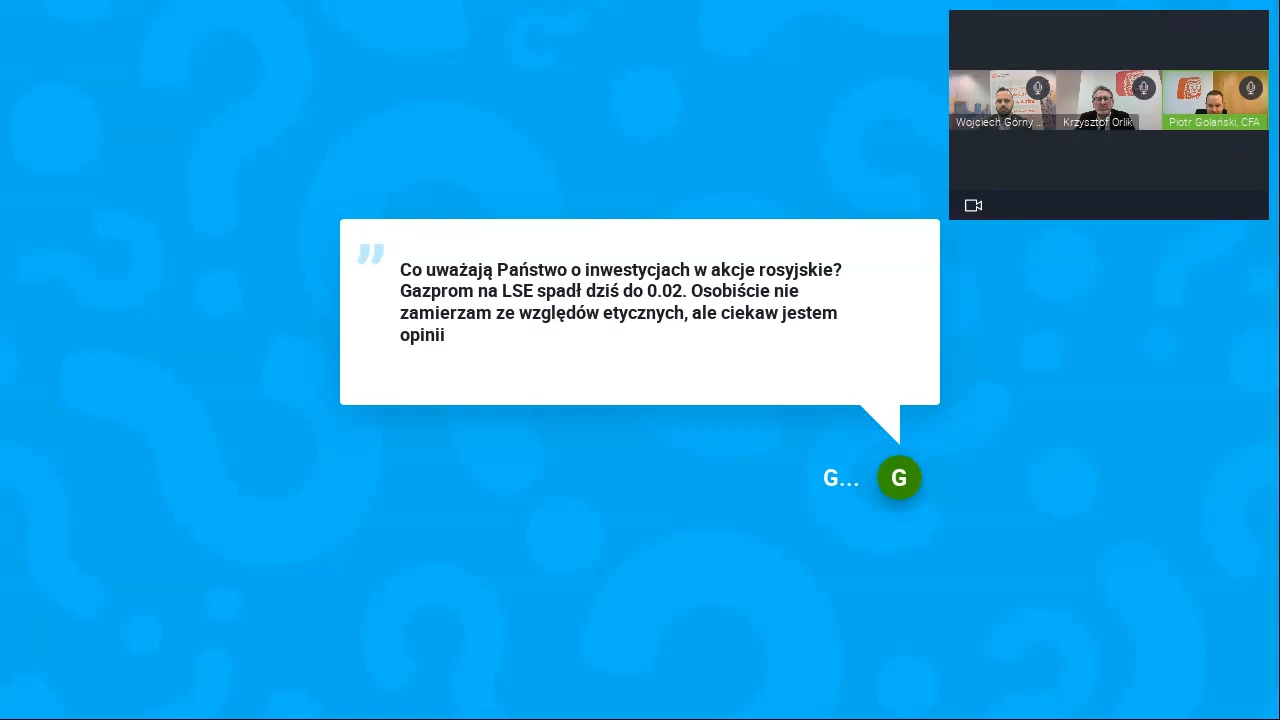 Wojciech Górny ...
Krzysztof Orlik
Piotr Golański, CFA
”
Co uważają Państwo o inwestycjach w akcje rosyjskie?
Gazprom na LSE spadł dziś do 0.02. Osobiście nie
zamierzam ze względów etycznych, ale ciekaw jestem
opinii
G...
G